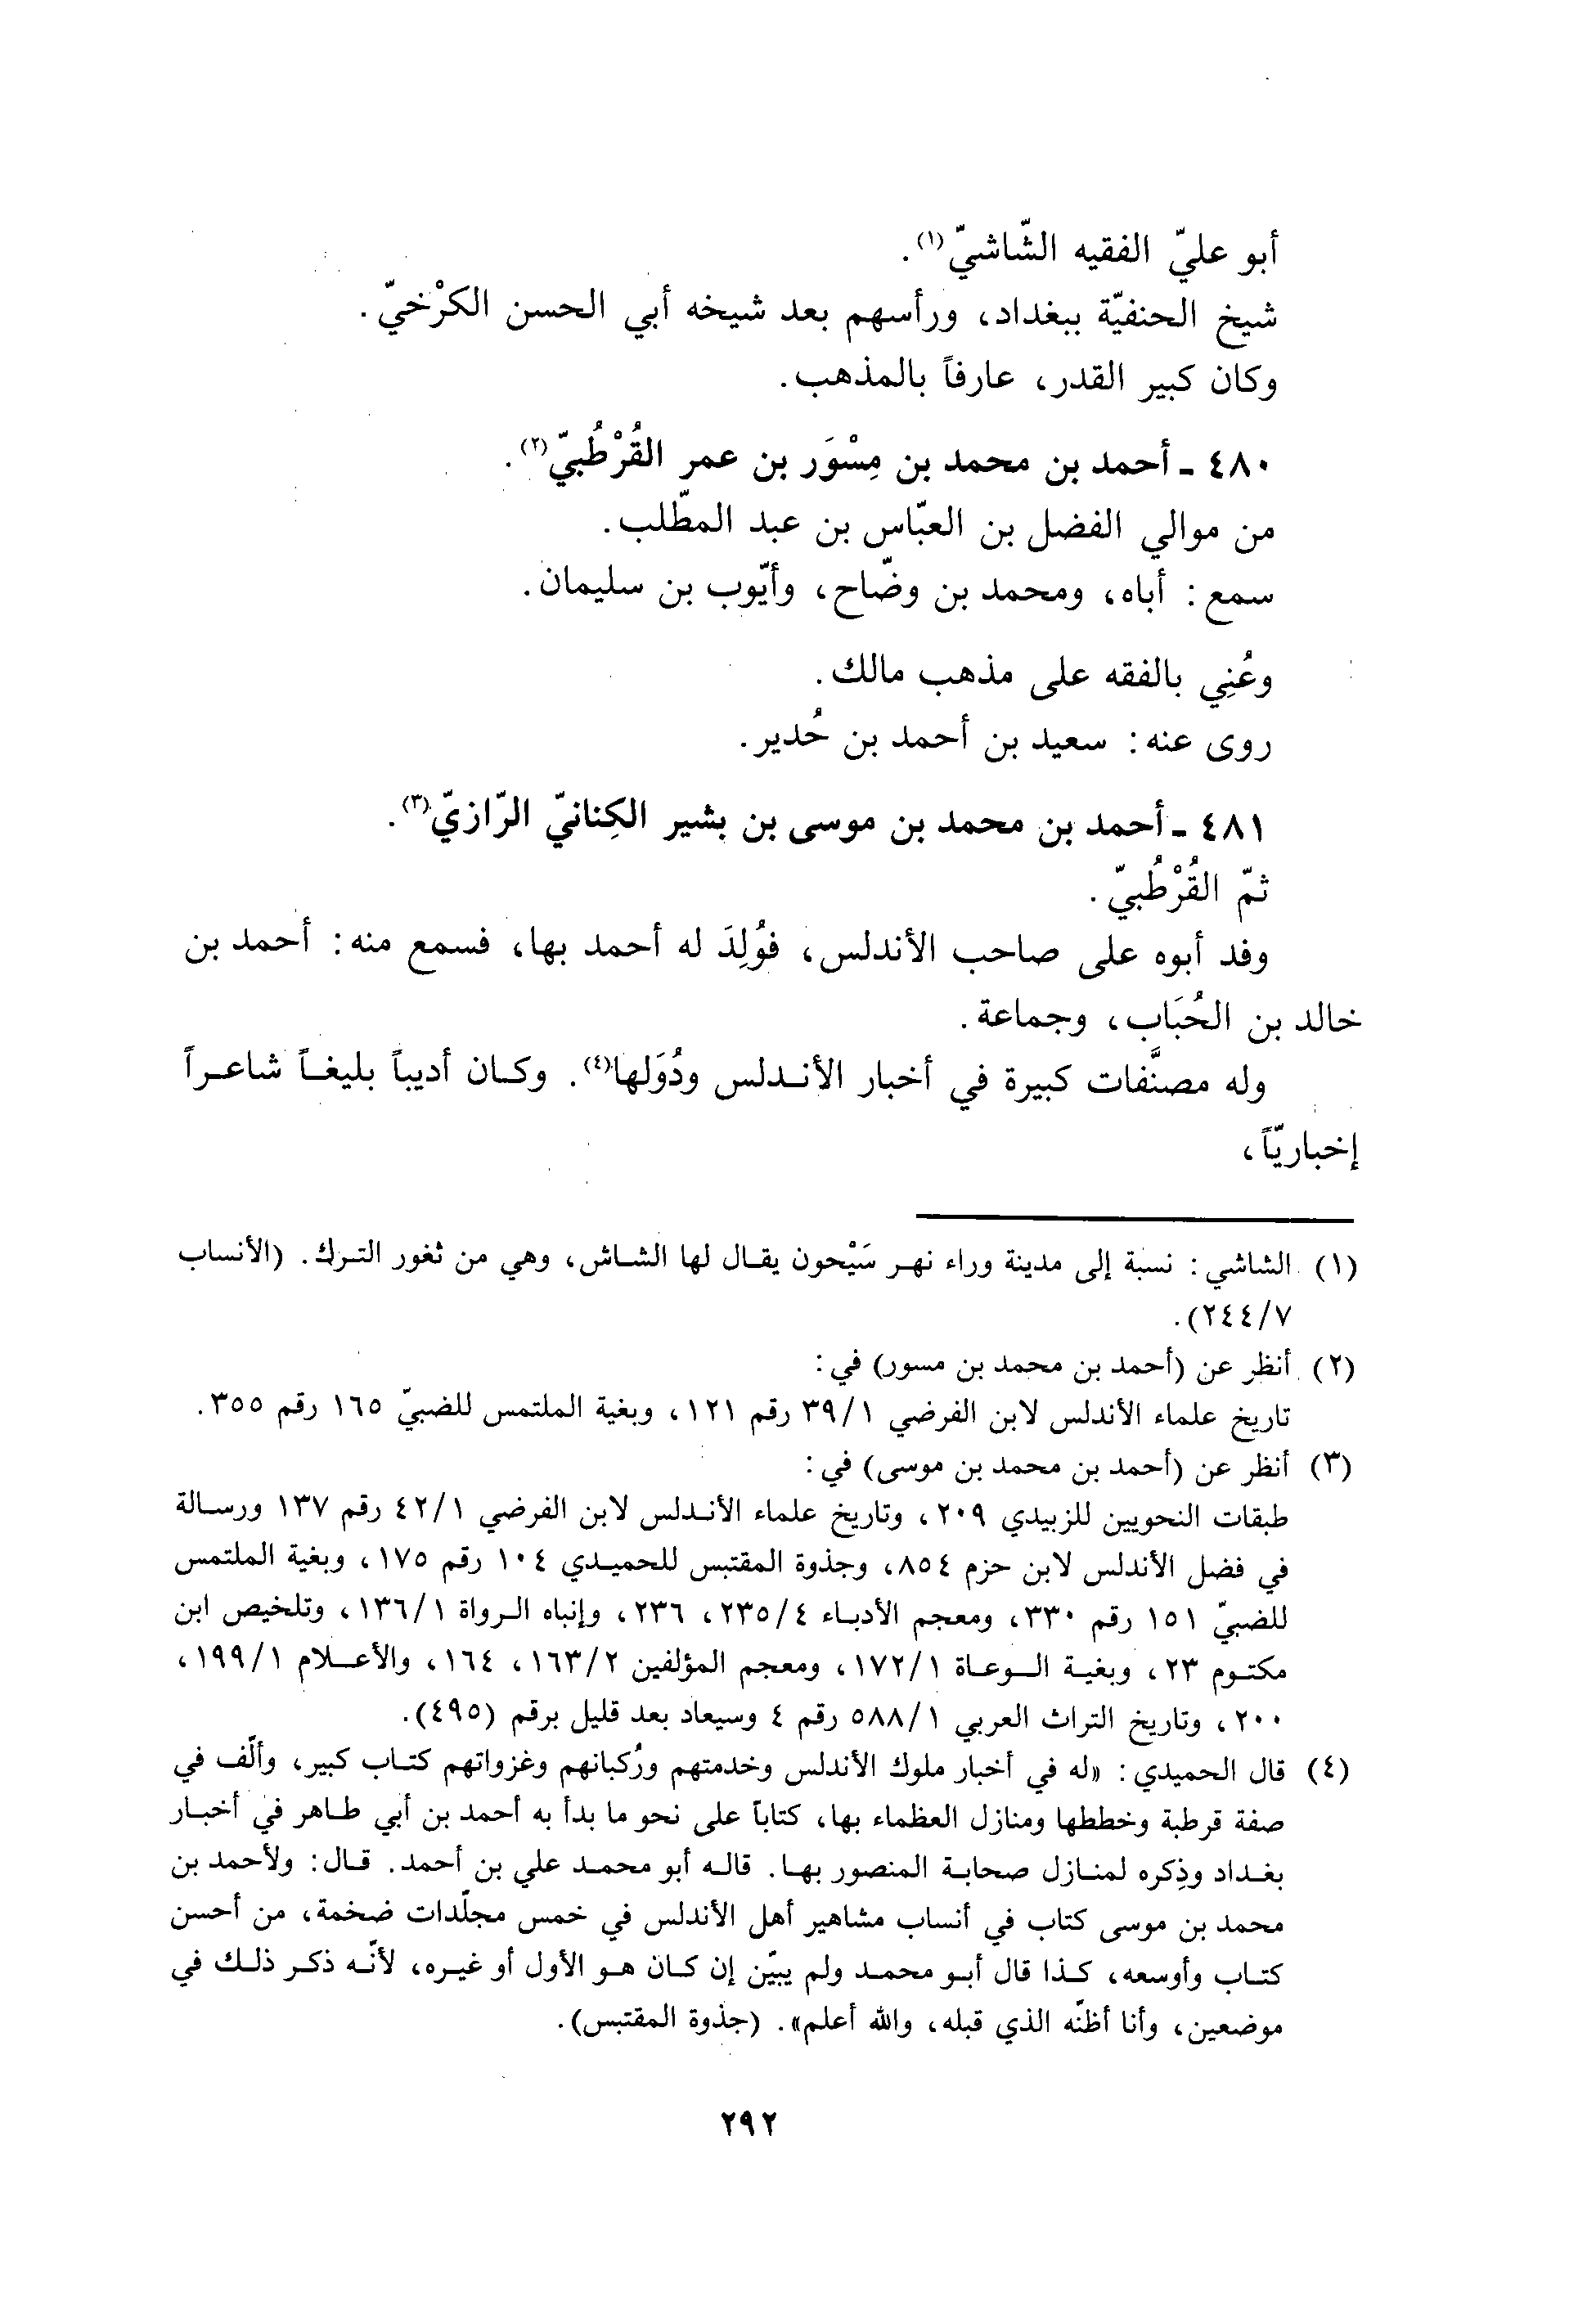 أبو عليّ الفقيه الشّاشيّ(١).
شيخ الحنفيّة ببغداد، ورأسهم بعد شيخه أبي الحسن الكرْخيّ.
وكان كبير القدر، عارفاً بالمذهب.
٤٨٠ ـ أحمد بن محمد بن مِسْوَر بن عمر القُرْطُبيّ(٢).
من موالي الفضل بن العبّاس بن عبد المطّلب.
سمع: أباه، ومحمد بن وضّاح، وأيّوب بن سليمان.
وعُنِي بالفقه على مذهب مالك.
روى عنه: سعيد بن أحمد بن حُدير.
٤٨١ ـ أحمد بن محمد بن موسى بن بشير الكِنانيّ الرّازيّ(٣).
ثمّ القُرْطُبيّ.
وفد أبوه على صاحب الأندلس، فوُلِدَ له أحمد بها، فسمع منه: أحمد بن
خالد بن الحُبَاب، وجماعة.
وله مصنَّفات كبيرة في أخبار الأندلس ودُوَلها(٤). وكان أديباً بليغاً شاعراً
إخباريّاً،
(١) الشاشي: نسبة إلى مدينة وراء نهر سَيْحون يقال لها الشاش، وهي من ثغور الترك. (الأنساب
٢٤٤/٧).
(٢) أنظر عن (أحمد بن محمد بن مسور) في:
تاريخ علماء الأندلس لابن الفرضي ٣٩/١ رقم ١٢١، وبغية الملتمس للضبيّ ١٦٥ رقم ٣٥٥.
(٣) أنظر عن (أحمد بن محمد بن موسى) في:
طبقات النحويين للزبيدي ٢٠٩، وتاريخ علماء الأندلس لابن الفرضي ٤٢/١ رقم ١٣٧ ورسالة
في فضل الأندلس لابن حزم ٨٥٤، وجذوة المقتبس للحميدي ١٠٤ رقم ١٧٥، وبغية الملتمس
للضبيّ ١٥١ رقم ٣٣٠، ومعجم الأدباء ٢٣٥/٤، ٢٣٦، وإنباه الرواة ١٣٦/١، وتلخيص ابن
مكتوم ٢٣، وبغية الوعاة ١٧٢/١، ومعجم المؤلفين ١٦٣/٢، ١٦٤، والأعلام ١٩٩/١،
٢٠٠، وتاريخ التراث العربي ٥٨٨/١ رقم ٤ وسيعاد بعد قليل برقم (٤٩٥).
(٤) قال الحميدي: «له في أخبار ملوك الأندلس وخدمتهم ورُكبانهم وغزواتهم كتاب كبير، وألّف في
صفة قرطبة وخططها ومنازل العظماء بها، كتاباً على نحو ما بدأ به أحمد بن أبي طاهر في أخبار
بغداد وذِكره لمنازل صحابة المنصور بها. قاله أبو محمد علي بن أحمد. قال: ولأحمد بن
محمد بن موسى كتاب في أنساب مشاهير أهل الأندلس في خمس مجلّدات ضخمة، من أحسن
كتاب وأوسعه، كذا قال أبو محمد ولم يبيّن إن كان هو الأول أو غيره، لأنّه ذكر ذلك في
موضعين، وأنا أظنّه الذي قبله، والله أعلم». (جذوة المقتبس).
٢٩٢